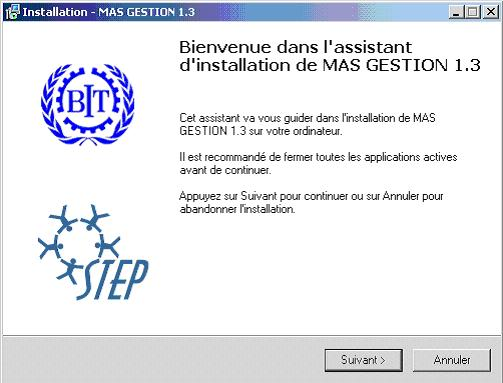 Installation - MAS GESTION 1.3
Bienvenue dans l'assistant
d'installation de MAS GESTION 1.3
BIT
Cet assistant va vous guider dans l'installation de MAS
GESTION 1.3 sur votre ordinateur.
Il est recommandé de fermer toutes les applications actives
avant de continuer.
Appuyez sur Suivant pour continuer ou sur Annuler pour
abandonner l'installation.
STEP
Suivant >
Annuler